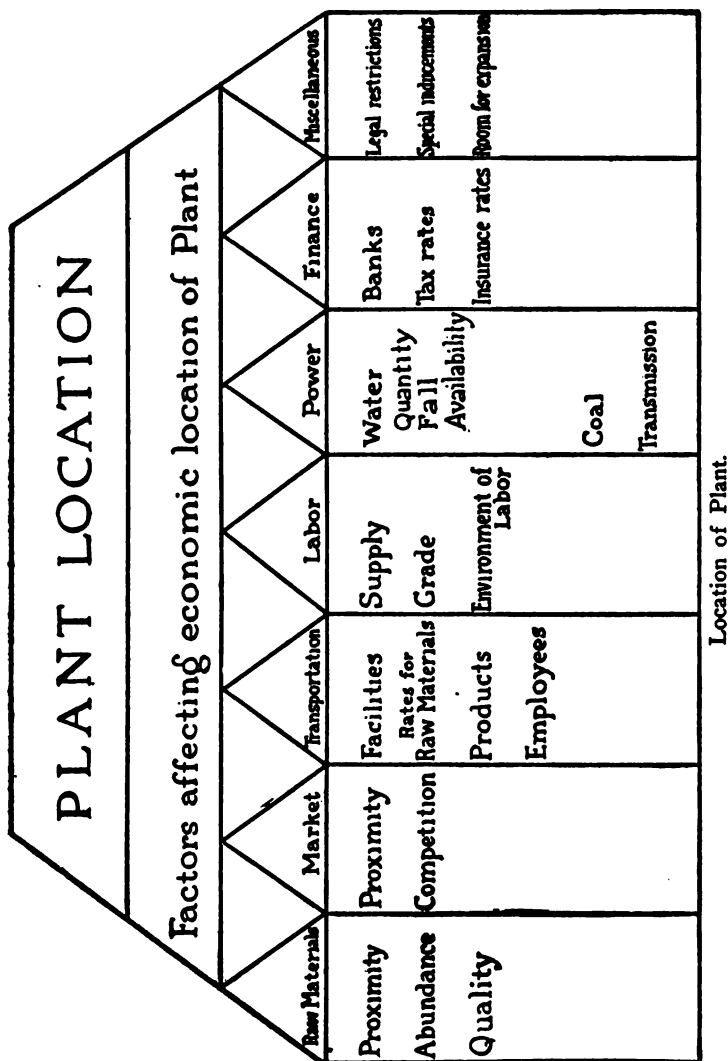 PLANT LOCATION
Factors affecting economic location of Plant
Raw Materials
Proximity
Abundance
Quality
Market
Proximity
Competition
Transportation
Facilities
Rates for
Raw Materials
Products
Employees
Labor
Supply
Grade
Environment of
Labor
Power
Water
Quantity
Fall
Availability
Coal
Transmission
Finance
Banks
Tax rates
Insurance rates
Miscellaneous
Legal restrictions
Special inducements
Room for expansion
Location of Plant.